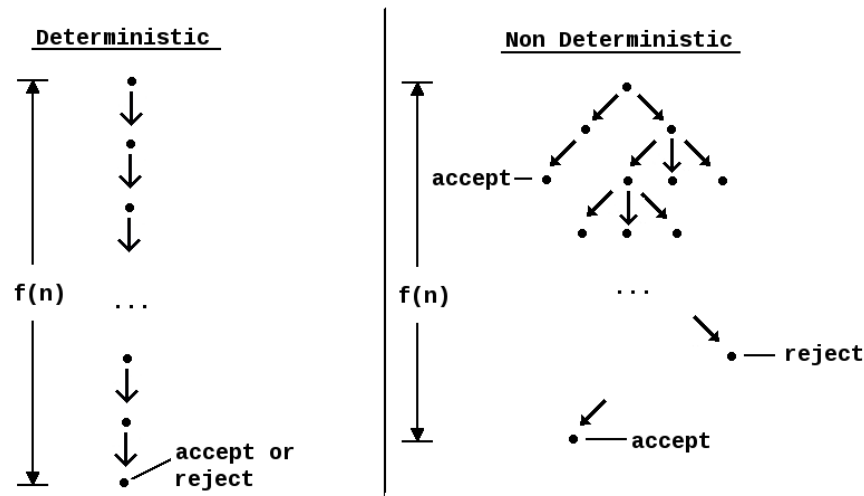 Deterministic
f(n)
...
accept or
reject
Non Deterministic
accept
f(n)
...
reject
accept